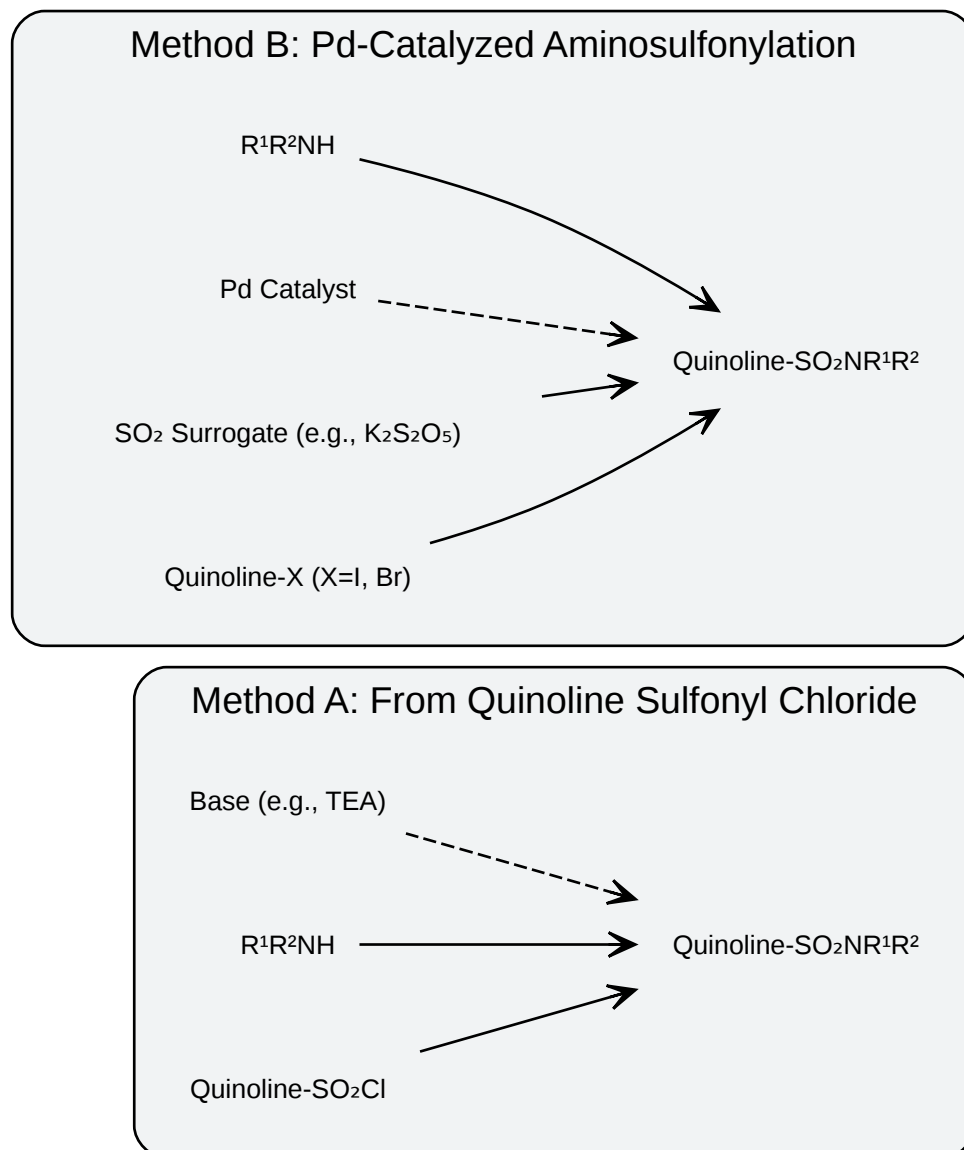 Method B: Pd-Catalyzed Aminosulfonylation
R¹R²NH
Pd Catalyst
Quinoline-SO₂NR¹R²
SO₂ Surrogate (e.g., K₂S₂O₅)
Quinoline-X (X=I, Br)
Method A: From Quinoline Sulfonyl Chloride
Base (e.g., TEA)
R¹R²NH
Quinoline-SO₂NR¹R²
Quinoline-SO₂Cl